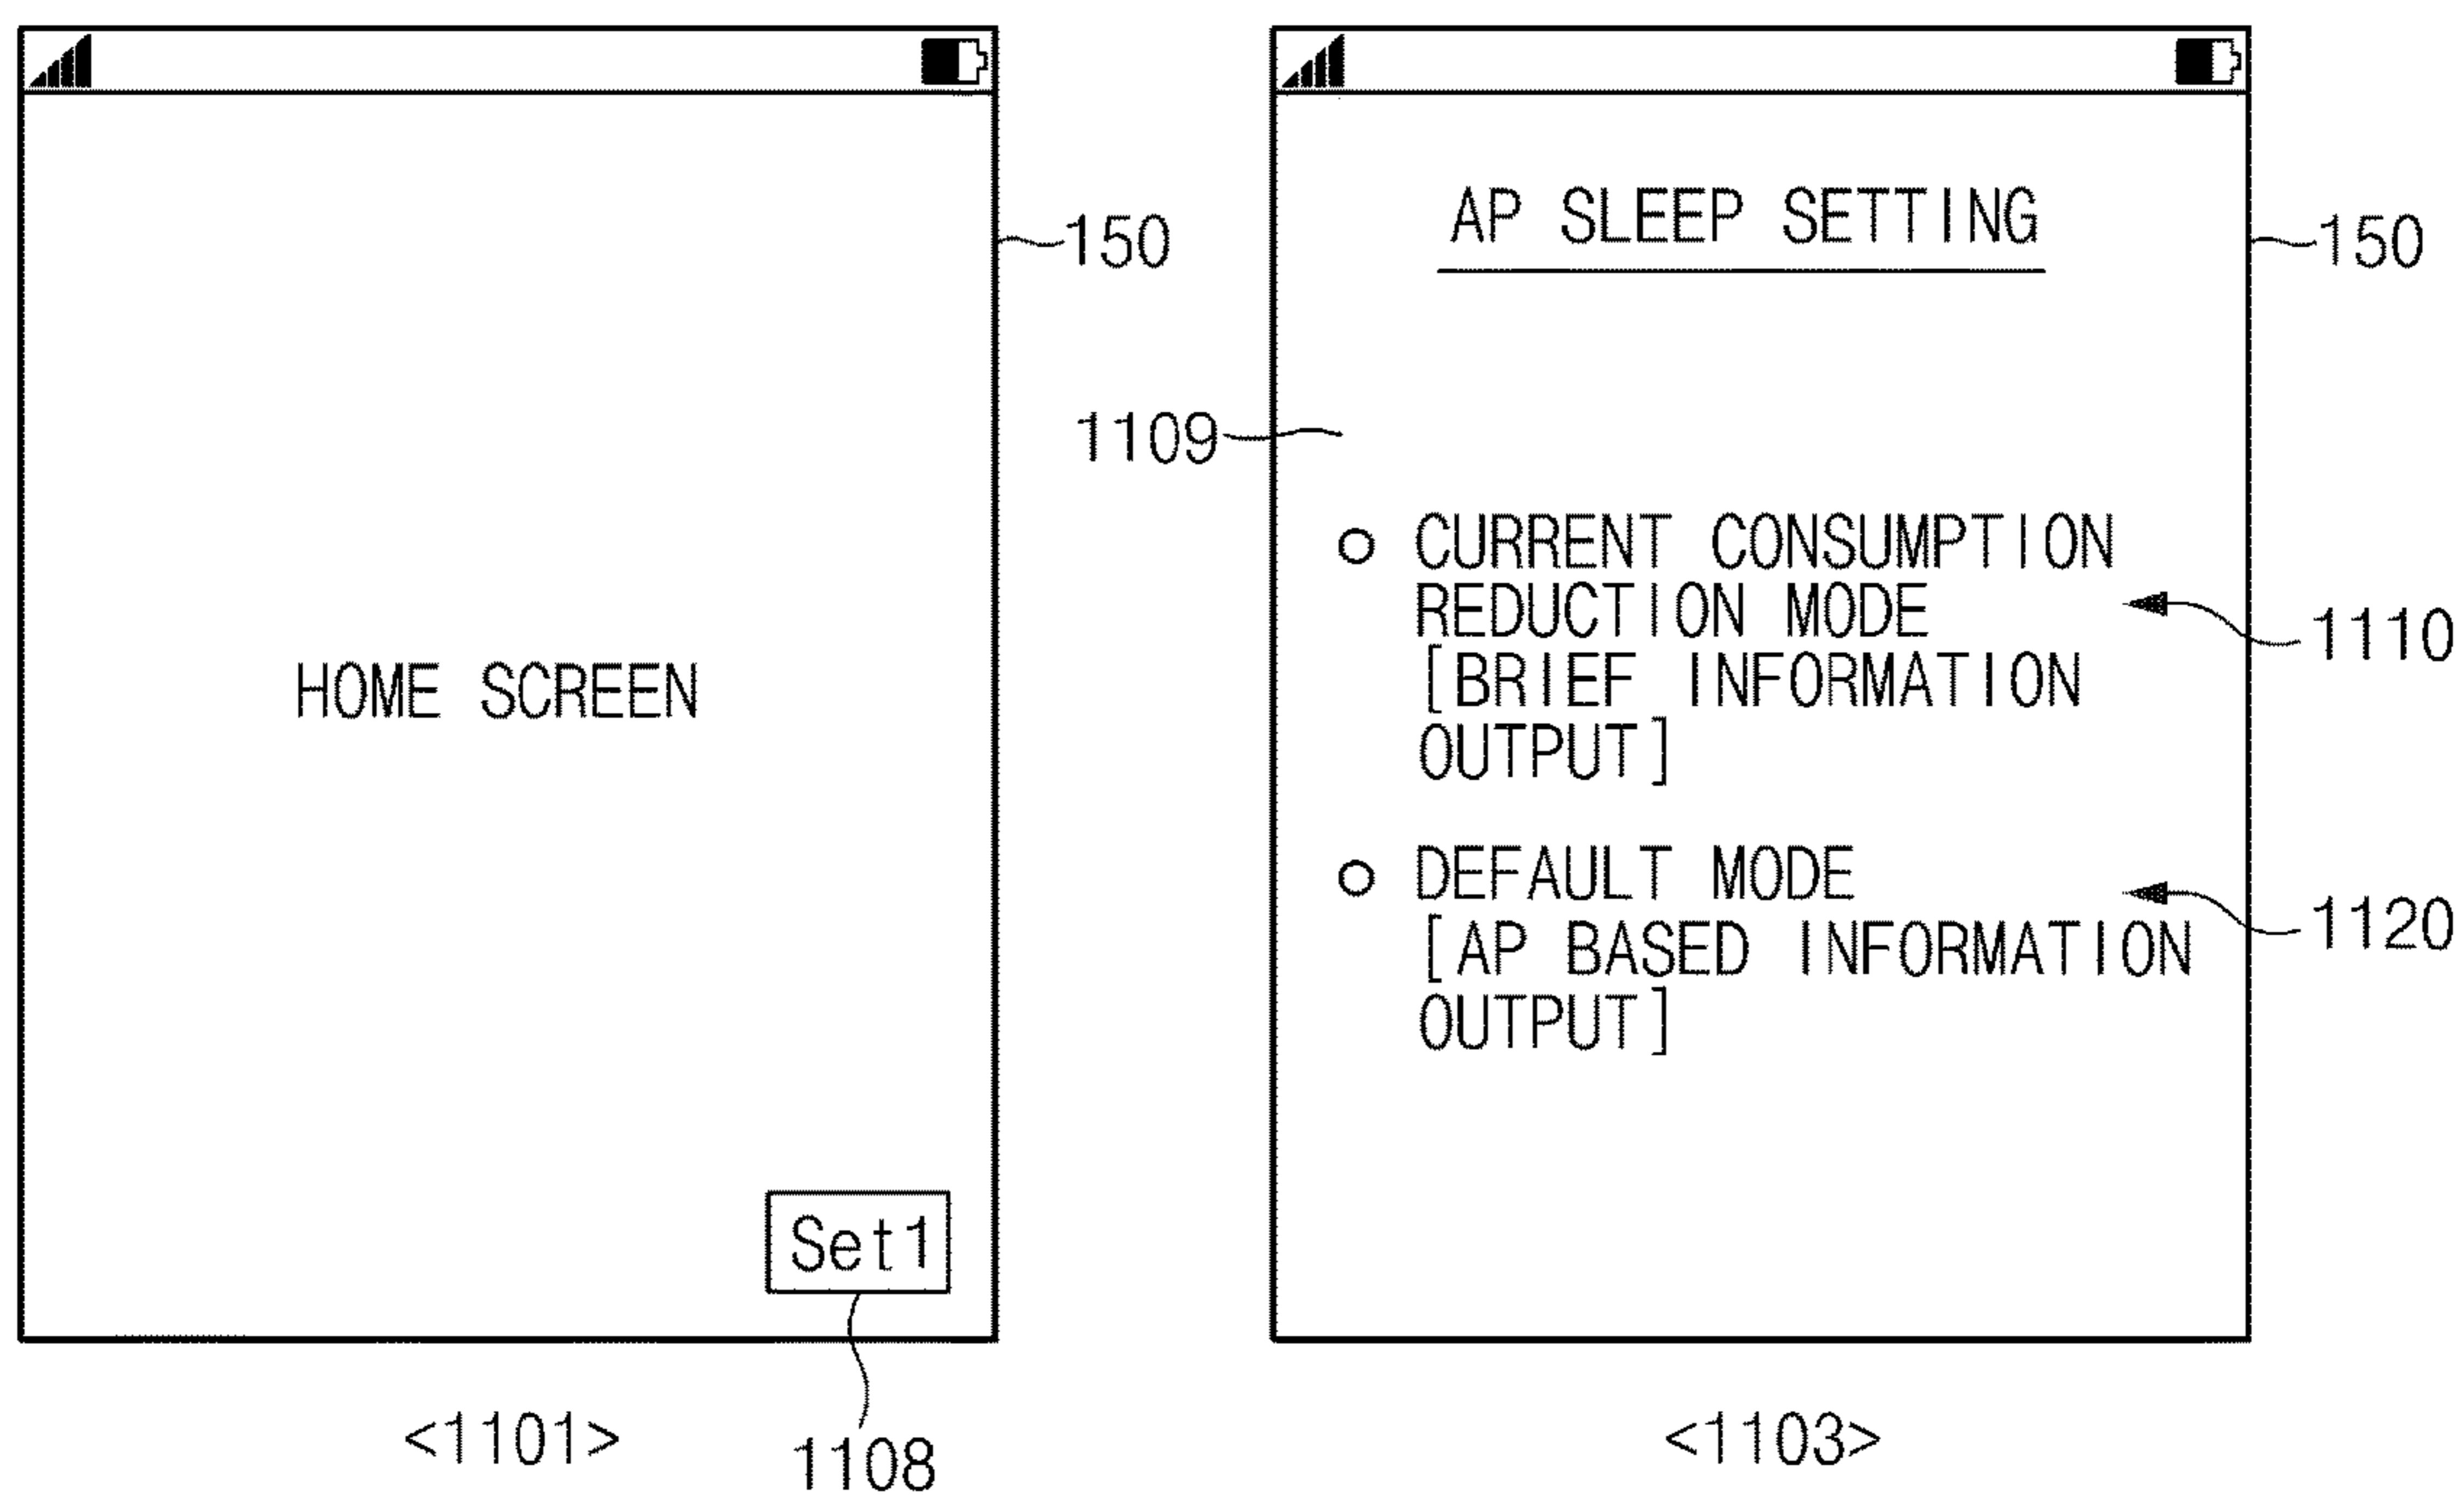 HOME SCREEN
Set1
150
<1101>
1108
AP SLEEP SETTING
150
1109
CURRENT CONSUMPTION
REDUCTION MODE
[BRIEF INFORMATION
OUTPUT]
1110
DEFAULT MODE
[AP BASED INFORMATION
OUTPUT]
1120
<1103>